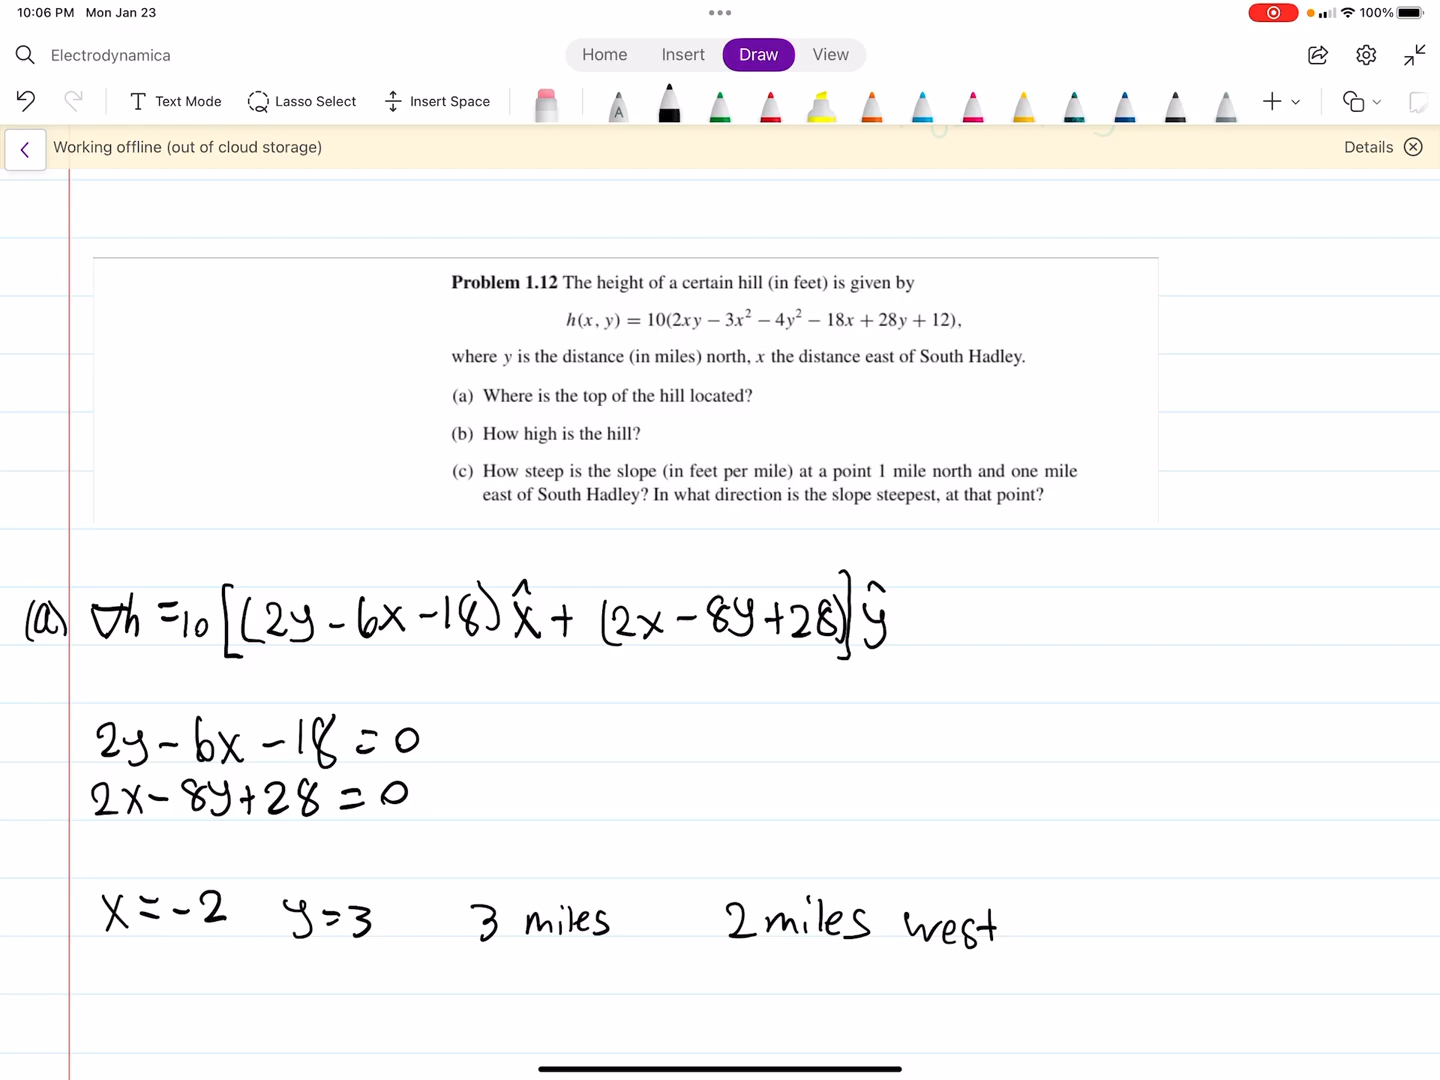 10:06 PM Mon Jan 23
100%
Electrodynamica
Home Insert Draw View
Text Mode Lasso Select Insert Space
Working offline (out of cloud storage) Details
Problem 1.12 The height of a certain hill (in feet) is given by
h(x, y) = 10(2xy − 3x² − 4y² − 18x + 28y + 12),
where y is the distance (in miles) north, x the distance east of South Hadley.
(a) Where is the top of the hill located?
(b) How high is the hill?
(c) How steep is the slope (in feet per mile) at a point 1 mile north and one mile
east of South Hadley? In what direction is the slope steepest, at that point?
(a) ∇h = 10 [(2y − 6x − 18) x̂ + (2x − 8y + 28)] ŷ
2y − 6x − 18 = 0
2x − 8y + 28 = 0
x = −2 y = 3 3 miles 2 miles west